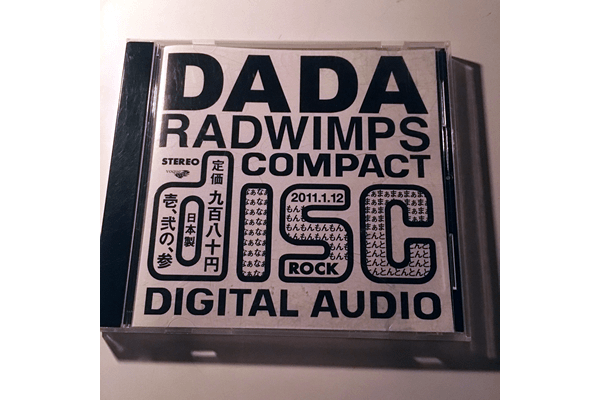 DADA
RADWIMPS
STEREO
COMPACT
disc
定価 九百八十円
日本製
壱、弐の、参
2011.1.12
ROCK
DIGITAL AUDIO